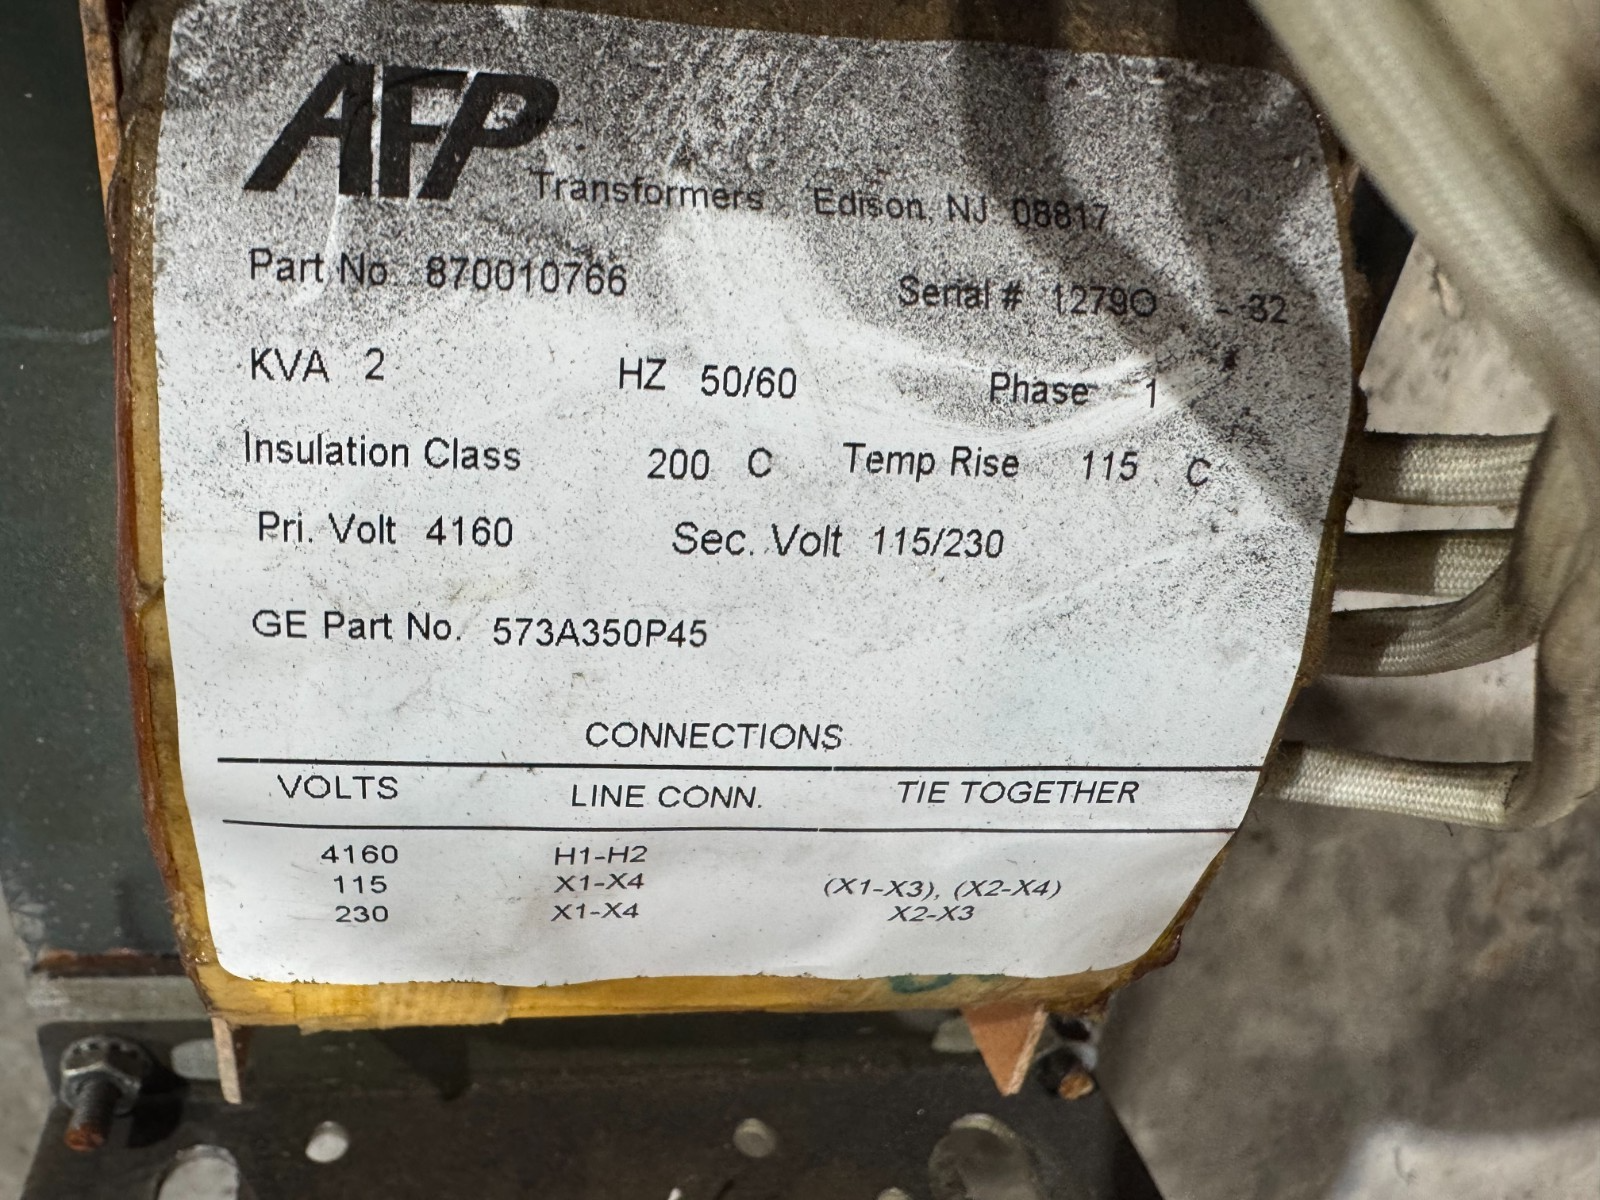 AFP Transformers Edison, NJ 08817
Part No. 870010766 Serial # 12790 - 32
KVA 2 HZ 50/60 Phase 1
Insulation Class 200 C Temp Rise 115 C
Pri. Volt 4160 Sec. Volt 115/230
GE Part No. 573A350P45
CONNECTIONS
VOLTS LINE CONN. TIE TOGETHER
4160 H1-H2
115 X1-X4 (X1-X3), (X2-X4)
230 X1-X4 X2-X3